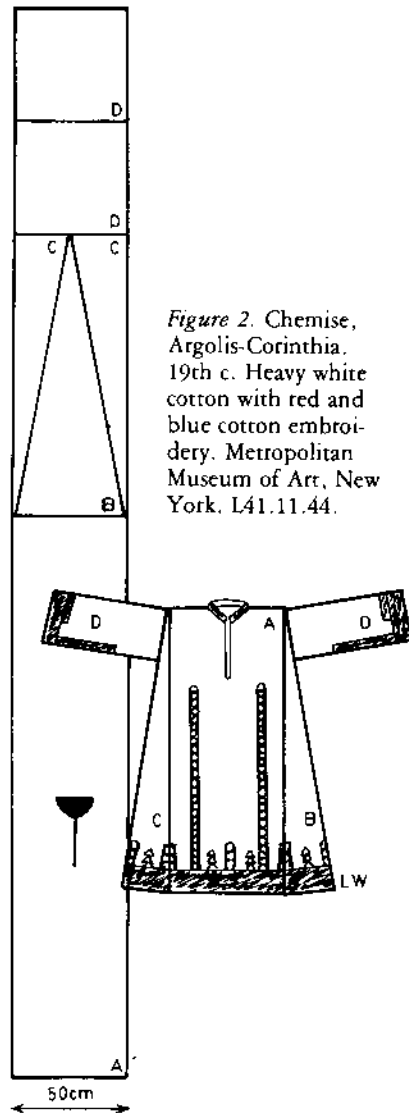 D
D
C C
B
Figure 2. Chemise,
Argolis-Corinthia.
19th c. Heavy white
cotton with red and
blue cotton embroi-
dery. Metropolitan
Museum of Art, New
York, L41.11.44.
D A D
C B
LW
A
50cm